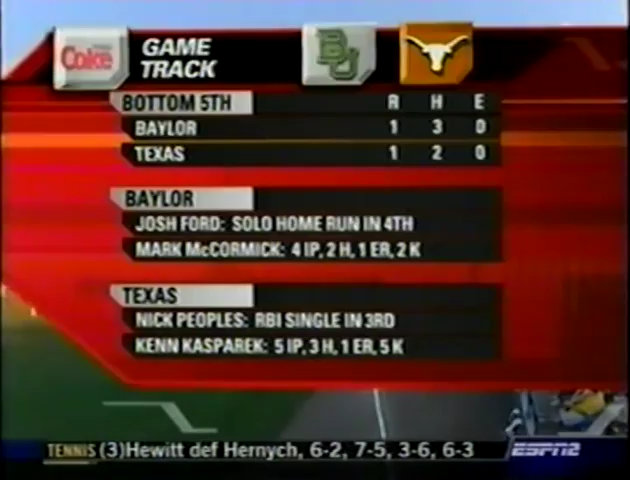 Coke
GAME
TRACK
BU
BOTTOM 5TH R H E
BAYLOR 1 3 0
TEXAS 1 2 0
BAYLOR
JOSH FORD: SOLO HOME RUN IN 4TH
MARK McCORMICK: 4 IP, 2 H, 1 ER, 2 K
TEXAS
NICK PEOPLES: RBI SINGLE IN 3RD
KENN KASPAREK: 5 IP, 3 H, 1 ER, 5 K
TENNIS (3)Hewitt def Hernych, 6-2, 7-5, 3-6, 6-3 ESPN2